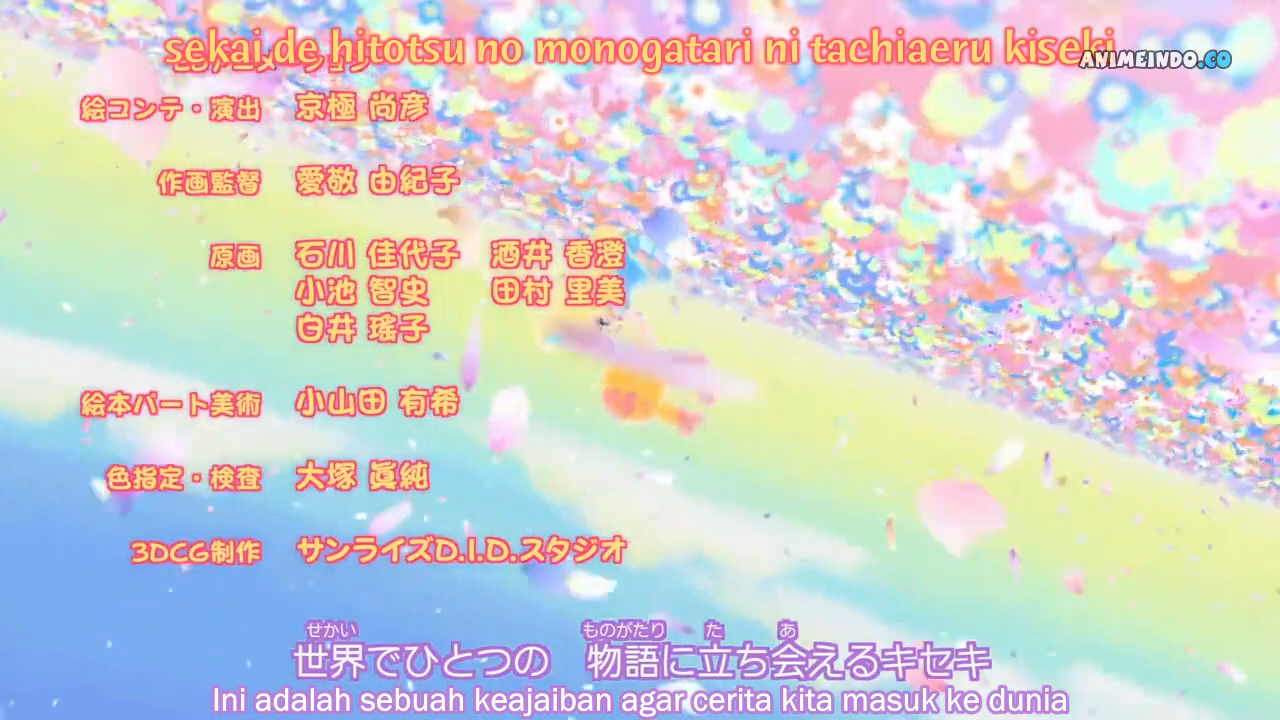 sekai de hitotsu no monogatari ni tachiaeru kiseki
ANIMEINDO.CO
絵コンテ・演出 京極 尚彦
作画監督 愛敬 由紀子
原画 石川 佳代子 酒井 香澄
小池 智史 田村 里美
白井 瑤子
絵本パート美術 小山田 有希
色指定・検査 大塚 眞純
3DCG制作 サンライズD.I.D.スタジオ
せかい ものがたり た あ
世界でひとつの 物語に立ち会えるキセキ
Ini adalah sebuah keajaiban agar cerita kita masuk ke dunia